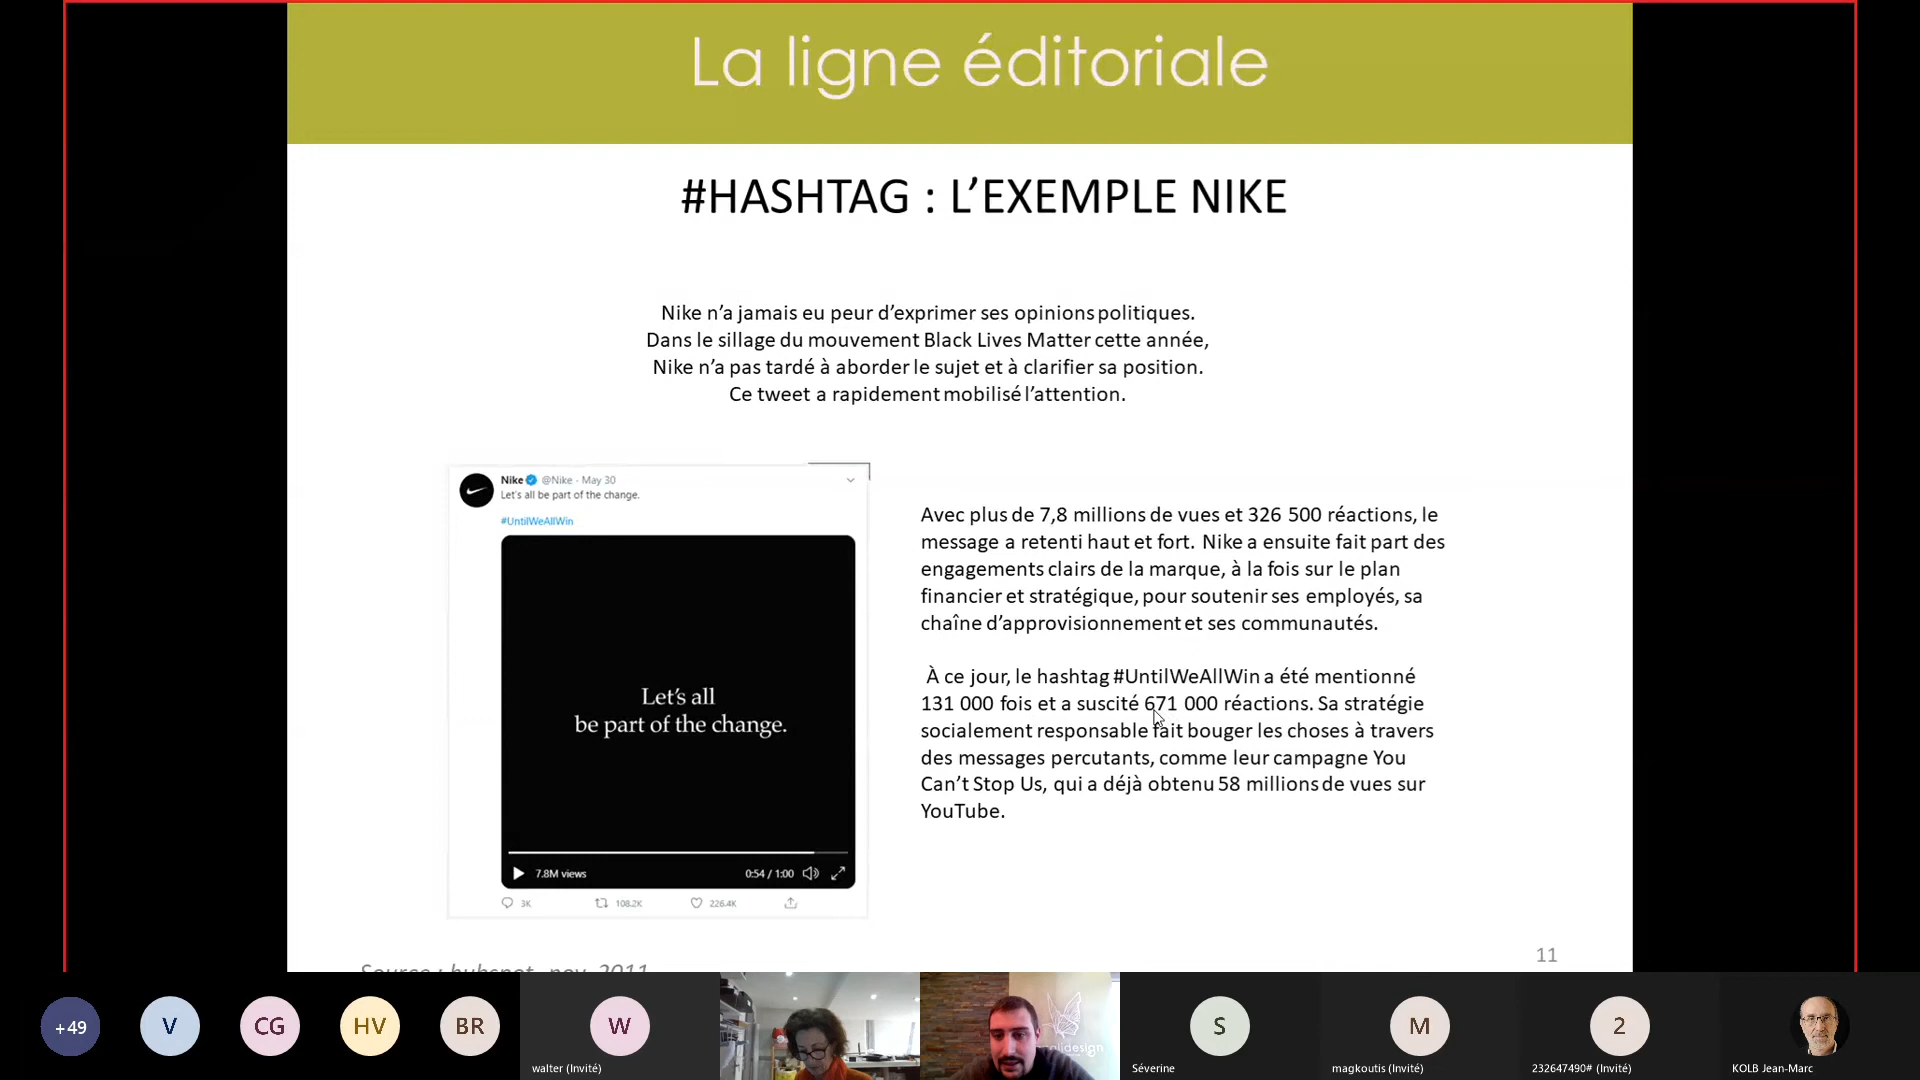 La ligne éditoriale
#HASHTAG : L’EXEMPLE NIKE
Nike n’a jamais eu peur d’exprimer ses opinions politiques.
Dans le sillage du mouvement Black Lives Matter cette année,
Nike n’a pas tardé à aborder le sujet et à clarifier sa position.
Ce tweet a rapidement mobilisé l’attention.
Nike @Nike · May 30
Let's all be part of the change.
#UntilWeAllWin
Let's all
be part of the change.
7.8M views 0:54 / 1:00
3K 108.2K 226.4K
Avec plus de 7,8 millions de vues et 326 500 réactions, le
message a retenti haut et fort. Nike a ensuite fait part des
engagements clairs de la marque, à la fois sur le plan
financier et stratégique, pour soutenir ses employés, sa
chaîne d’approvisionnement et ses communautés.
À ce jour, le hashtag #UntilWeAllWin a été mentionné
131 000 fois et a suscité 671 000 réactions. Sa stratégie
socialement responsable fait bouger les choses à travers
des messages percutants, comme leur campagne You
Can’t Stop Us, qui a déjà obtenu 58 millions de vues sur
YouTube.
11
Source : hubspot nov. 2011
+49
V
CG
HV
BR
W
walter (Invité)
design
S
Séverine
M
magkoutis (Invité)
2
232647490# (Invité)
KOLB Jean-Marc